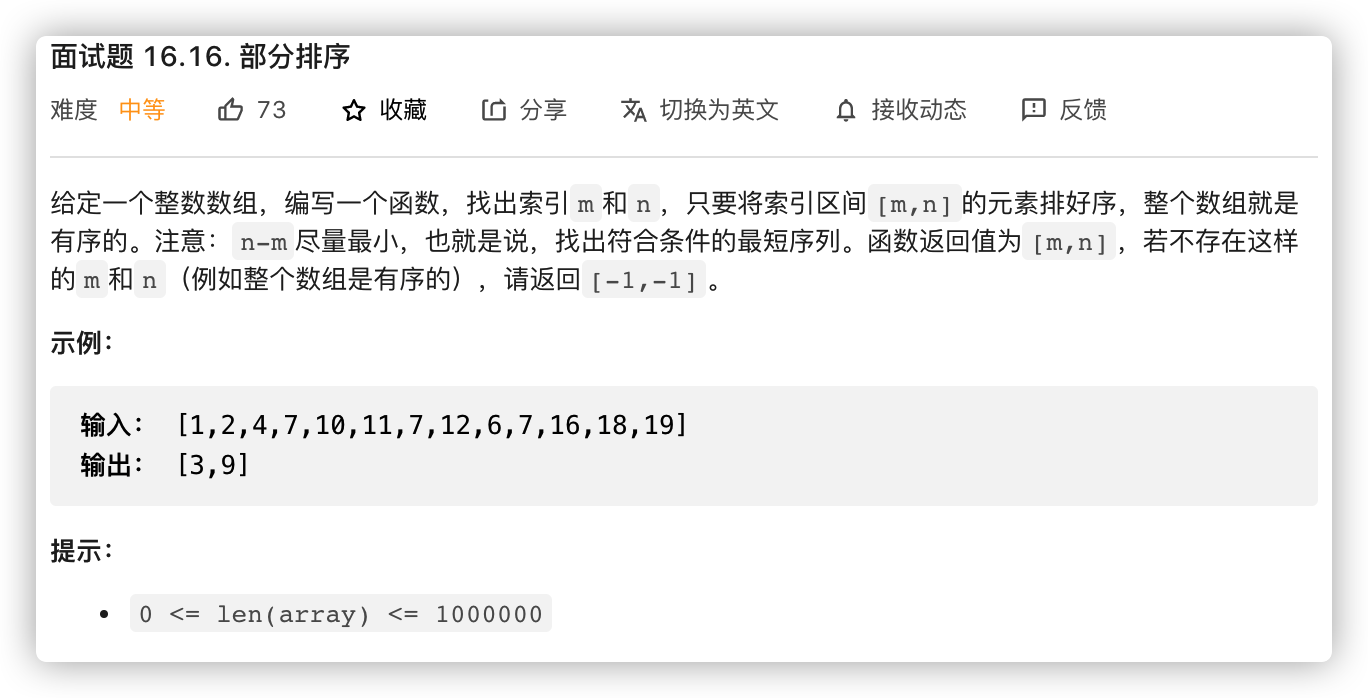 面试题 16.16. 部分排序
难度 中等 73 收藏 分享 切换为英文 接收动态 反馈
给定一个整数数组，编写一个函数，找出索引m和n，只要将索引区间[m,n]的元素排好序，整个数组就是
有序的。注意：n-m尽量最小，也就是说，找出符合条件的最短序列。函数返回值为[m,n]，若不存在这样
的m和n（例如整个数组是有序的），请返回[-1,-1]。
示例：
输入： [1,2,4,7,10,11,7,12,6,7,16,18,19]
输出： [3,9]
提示：
• 0 <= len(array) <= 1000000